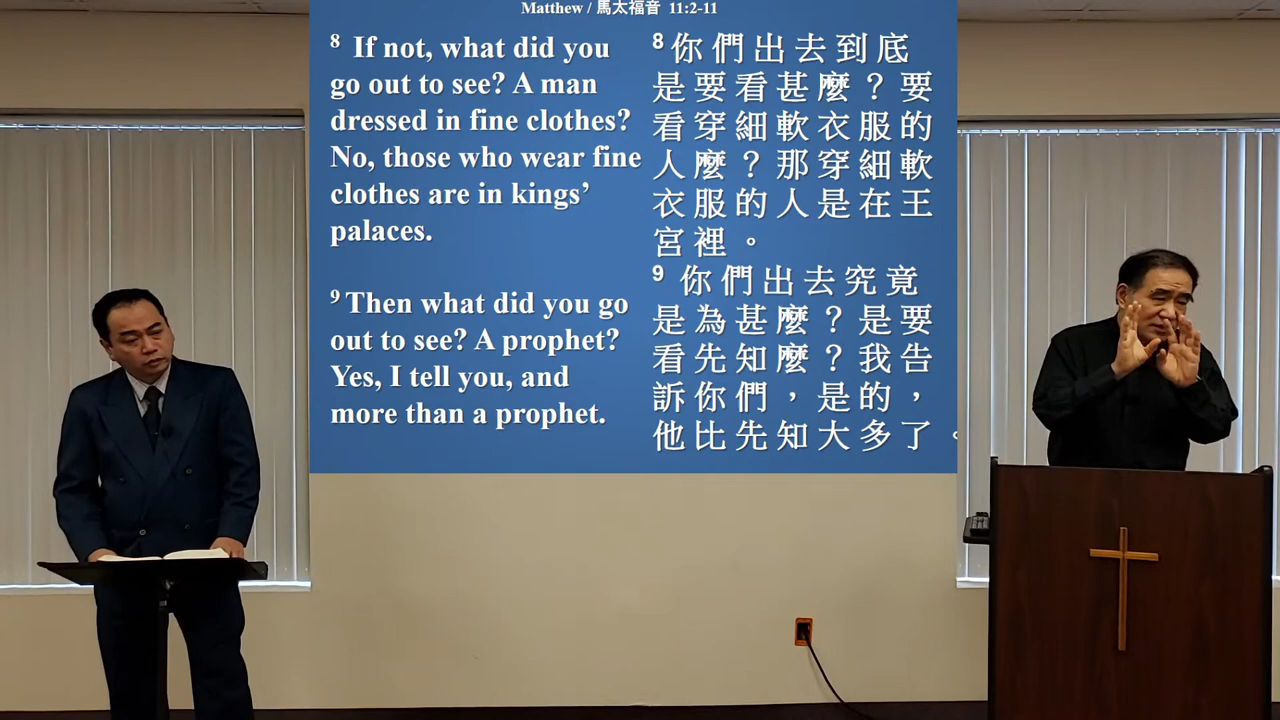 Matthew / 馬太福音 11:2-11
8 If not, what did you
go out to see? A man
dressed in fine clothes?
No, those who wear fine
clothes are in kings’
palaces.
9 Then what did you go
out to see? A prophet?
Yes, I tell you, and
more than a prophet.
8 你們出去到底
是要看甚麼？要
看穿細軟衣服的
人麼？那穿細軟
衣服的人是在王
宮裡。
9 你們出去究竟
是為甚麼？是要
看先知麼？我告
訴你們，是的，
他比先知大多了。